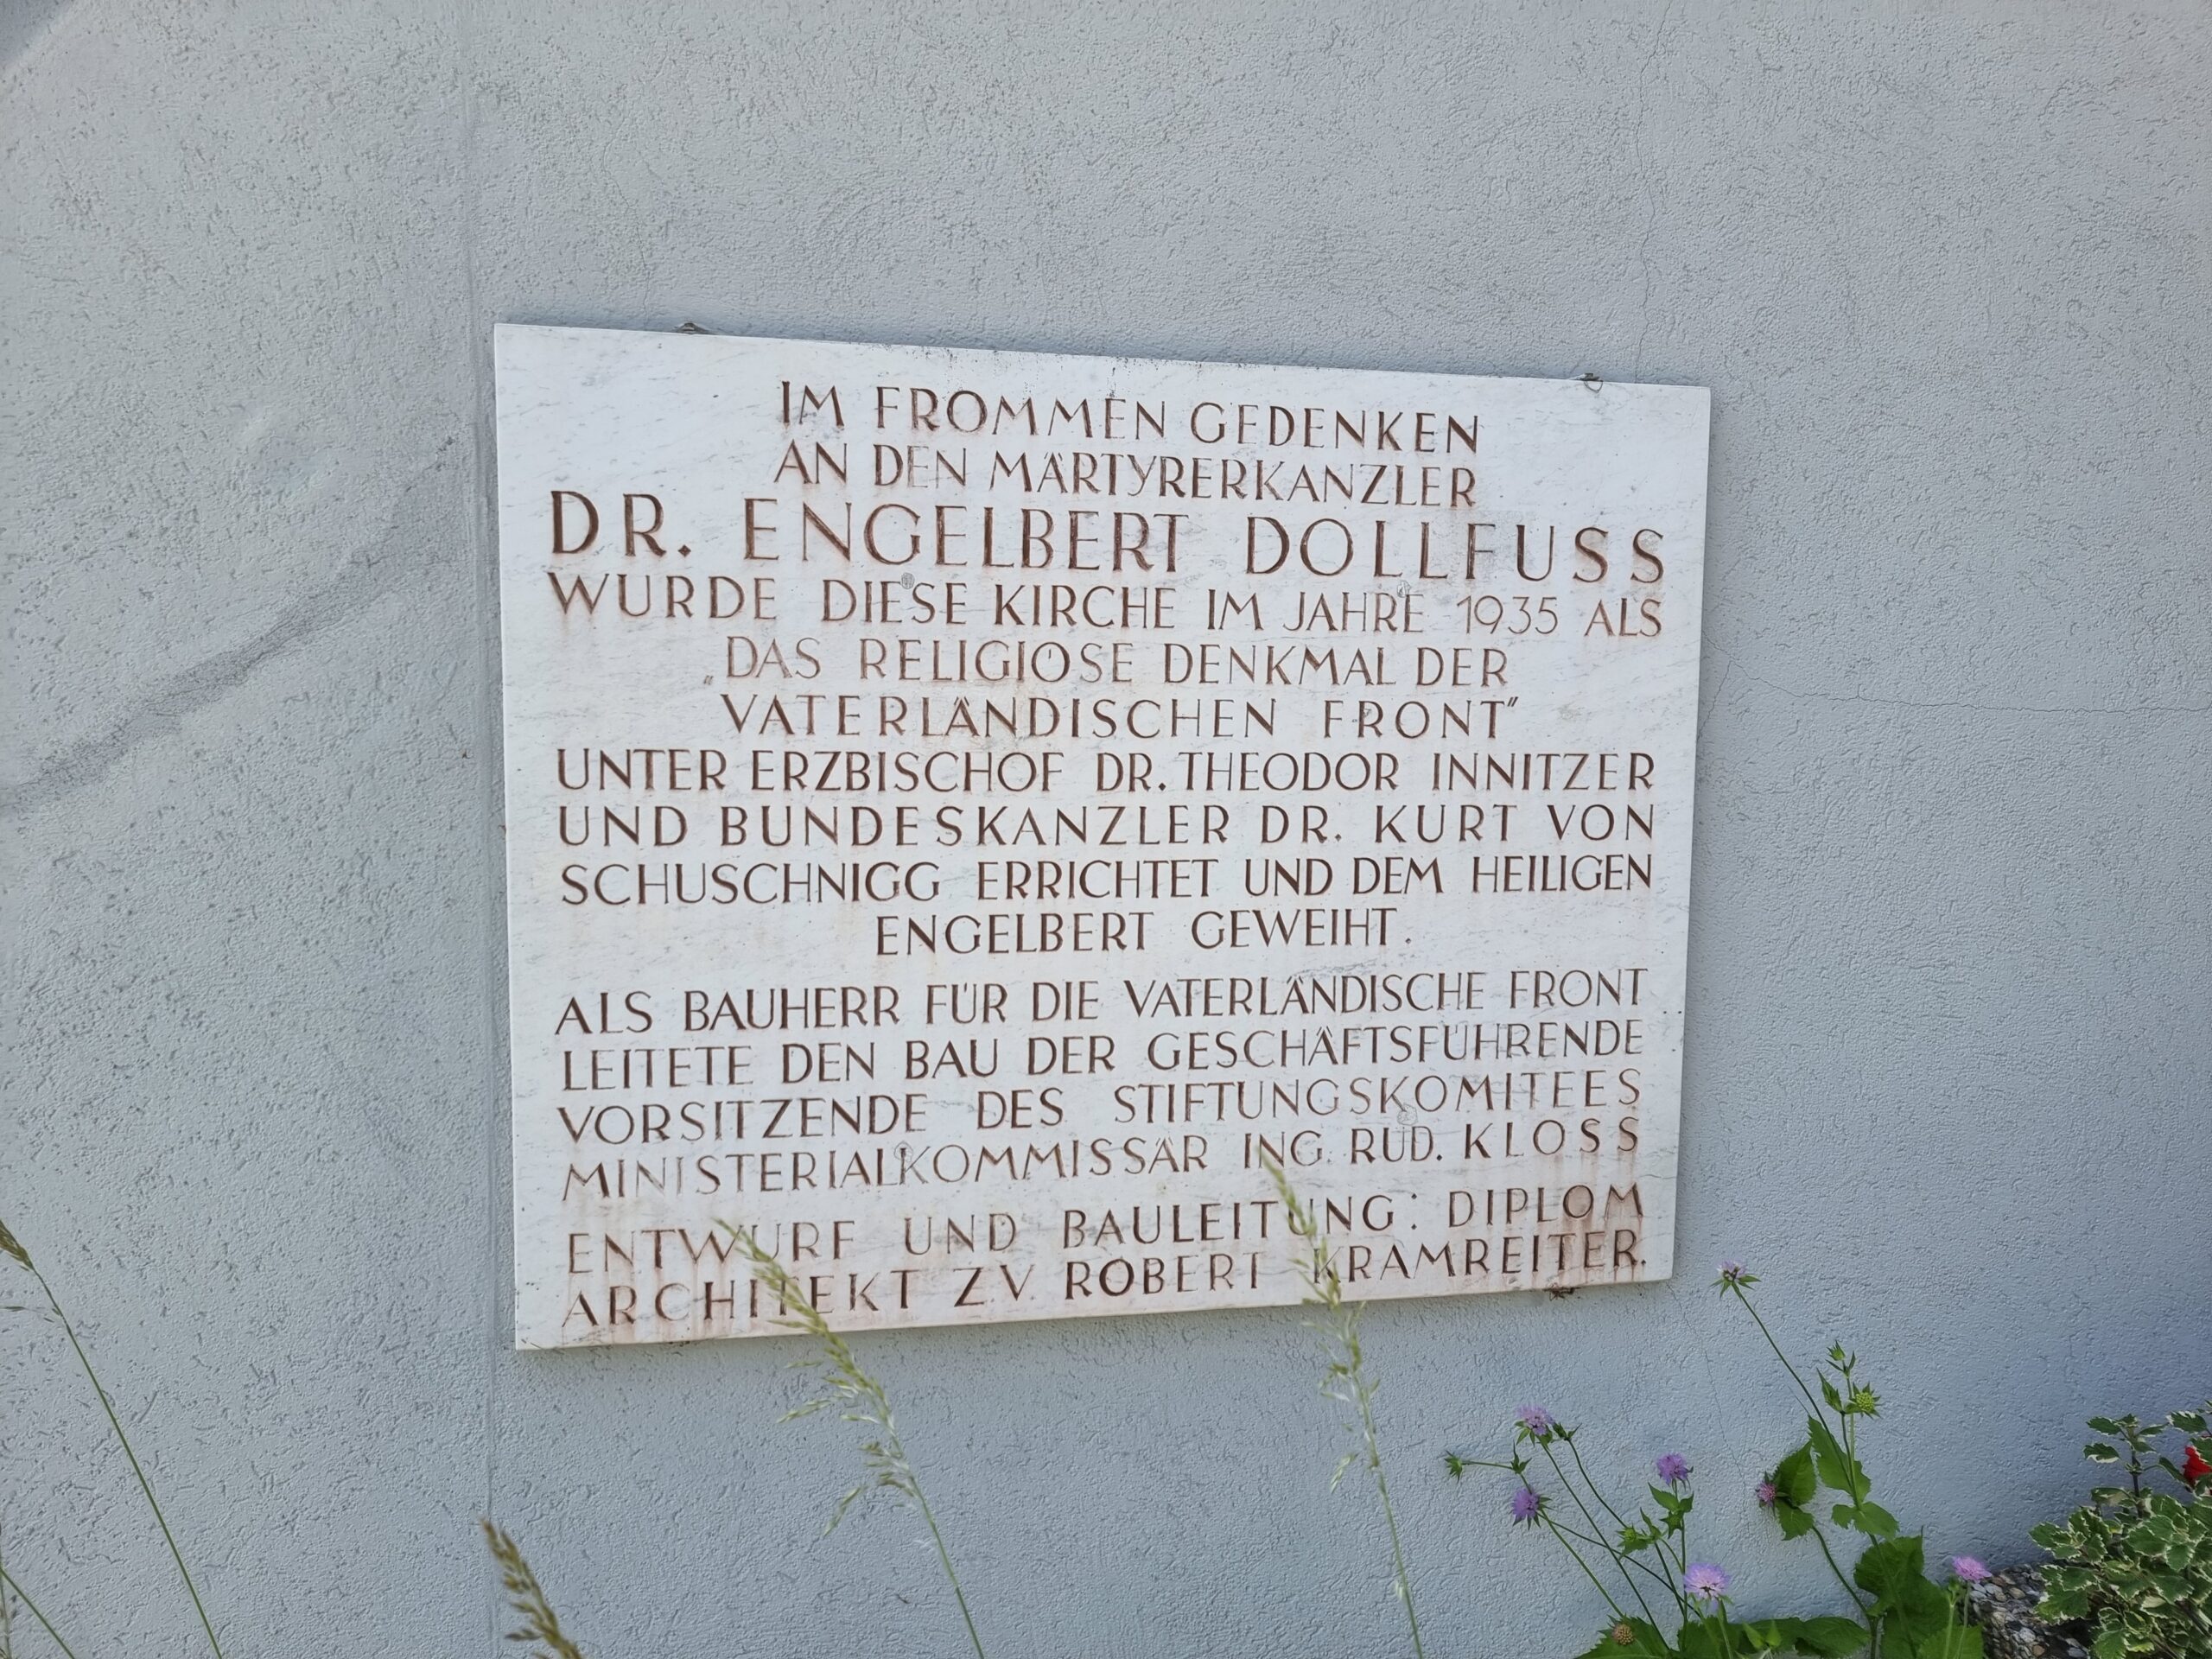 IM FROMMEN GEDENKEN
AN DEN MÄRTYRERKANZLER
DR. ENGELBERT DOLLFUSS
WURDE DIESE KIRCHE IM JAHRE 1935 ALS
„DAS RELIGIÖSE DENKMAL DER
VATERLÄNDISCHEN FRONT"
UNTER ERZBISCHOF DR. THEODOR INNITZER
UND BUNDESKANZLER DR. KURT VON
SCHUSCHNIGG ERRICHTET UND DEM HEILIGEN
ENGELBERT GEWEIHT.
ALS BAUHERR FÜR DIE VATERLÄNDISCHE FRONT
LEITETE DEN BAU DER GESCHÄFTSFÜHRENDE
VORSITZENDE DES STIFTUNGSKOMITEES
MINISTERIALKOMMISSÄR ING. RUD. KLOSS
ENTWURF UND BAULEITUNG: DIPLOM
ARCHITEKT Z.V. ROBERT KRAMREITER.